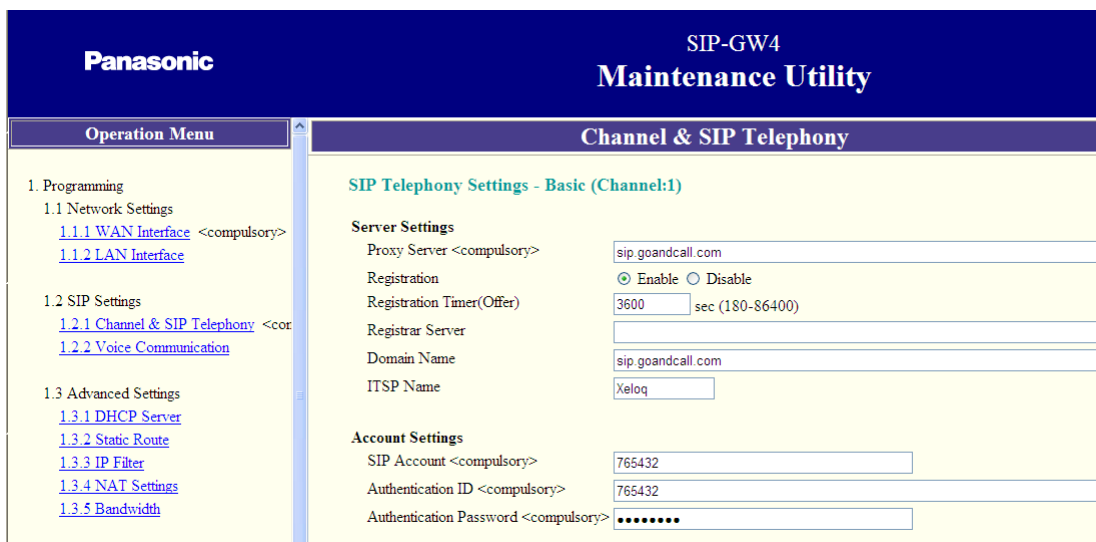 Panasonic
SIP-GW4
Maintenance Utility
Operation Menu
1. Programming
1.1 Network Settings
1.1.1 WAN Interface <compulsory>
1.1.2 LAN Interface
1.2 SIP Settings
1.2.1 Channel & SIP Telephony <con
1.2.2 Voice Communication
1.3 Advanced Settings
1.3.1 DHCP Server
1.3.2 Static Route
1.3.3 IP Filter
1.3.4 NAT Settings
1.3.5 Bandwidth
Channel & SIP Telephony
SIP Telephony Settings - Basic (Channel:1)
Server Settings
Proxy Server <compulsory> sip.goandcall.com
Registration Enable Disable
Registration Timer(Offer) 3600 sec (180-86400)
Registrar Server
Domain Name sip.goandcall.com
ITSP Name Xeloq
Account Settings
SIP Account <compulsory> 765432
Authentication ID <compulsory> 765432
Authentication Password <compulsory> ••••••••